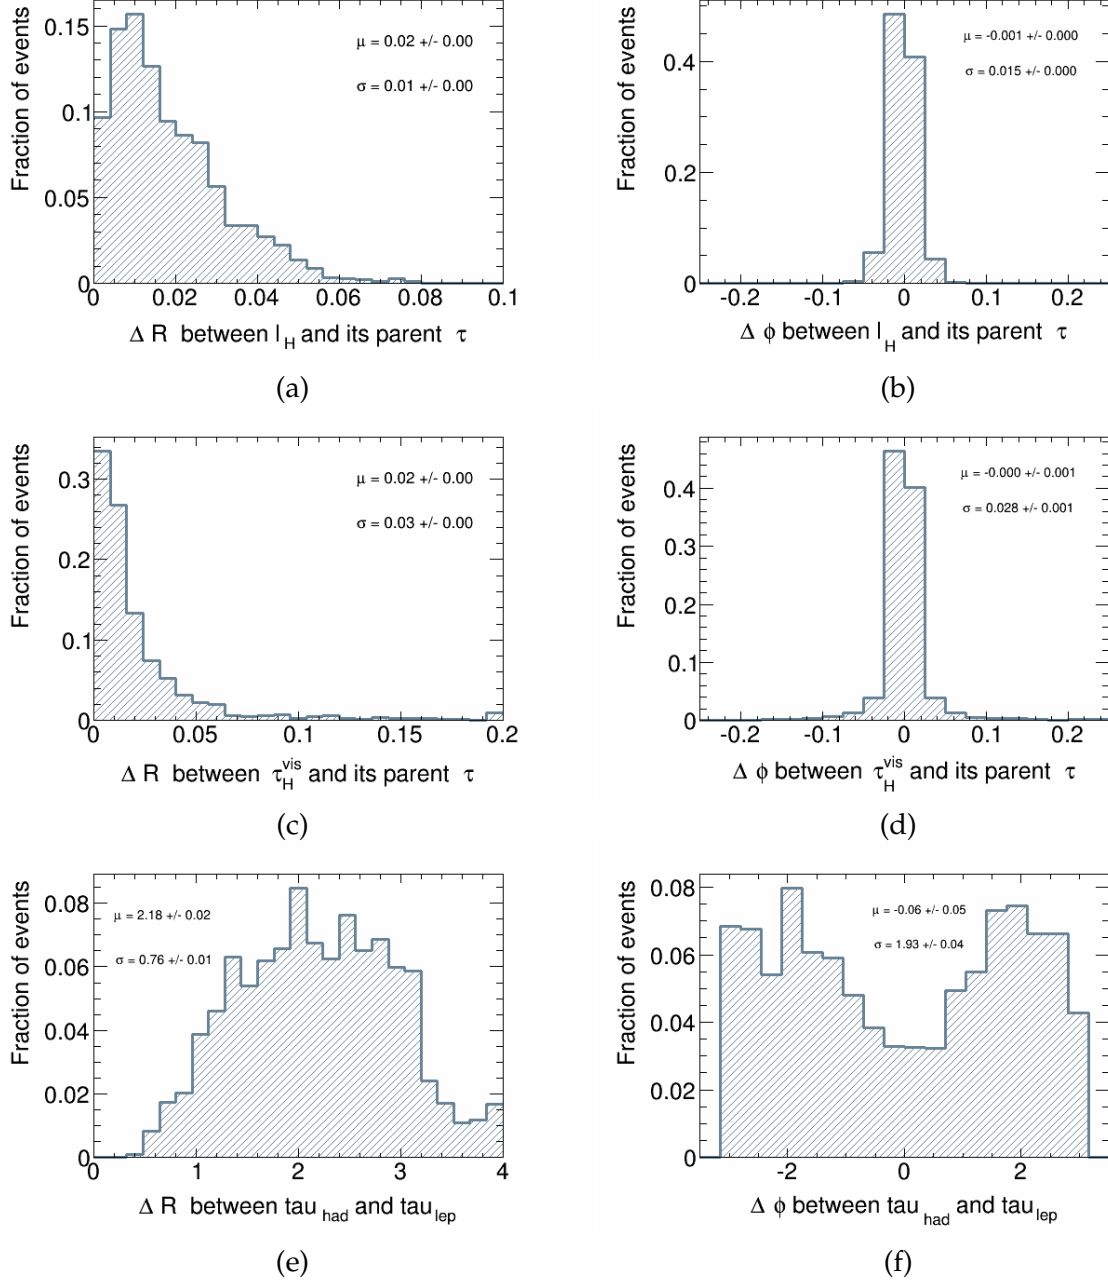 Fraction of events
0.15
0.1
0.05
0
μ = 0.02 +/- 0.00
σ = 0.01 +/- 0.00
0 0.02 0.04 0.06 0.08 0.1
Δ R between l_H and its parent τ
(a)
Fraction of events
0.4
0.2
0
μ = -0.001 +/- 0.000
σ = 0.015 +/- 0.000
-0.2 -0.1 0 0.1 0.2
Δ ϕ between l_H and its parent τ
(b)
Fraction of events
0.3
0.2
0.1
0
μ = 0.02 +/- 0.00
σ = 0.03 +/- 0.00
0 0.05 0.1 0.15 0.2
Δ R between τ_H^vis and its parent τ
(c)
Fraction of events
0.4
0.3
0.2
0.1
0
μ = -0.000 +/- 0.001
σ = 0.028 +/- 0.001
-0.2 -0.1 0 0.1 0.2
Δ ϕ between τ_H^vis and its parent τ
(d)
Fraction of events
0.08
0.06
0.04
0.02
0
μ = 2.18 +/- 0.02
σ = 0.76 +/- 0.01
0 1 2 3 4
Δ R between tau_had and tau_lep
(e)
Fraction of events
0.08
0.06
0.04
0.02
0
μ = -0.06 +/- 0.05
σ = 1.93 +/- 0.04
-2 0 2
Δ ϕ between tau_had and tau_lep
(f)